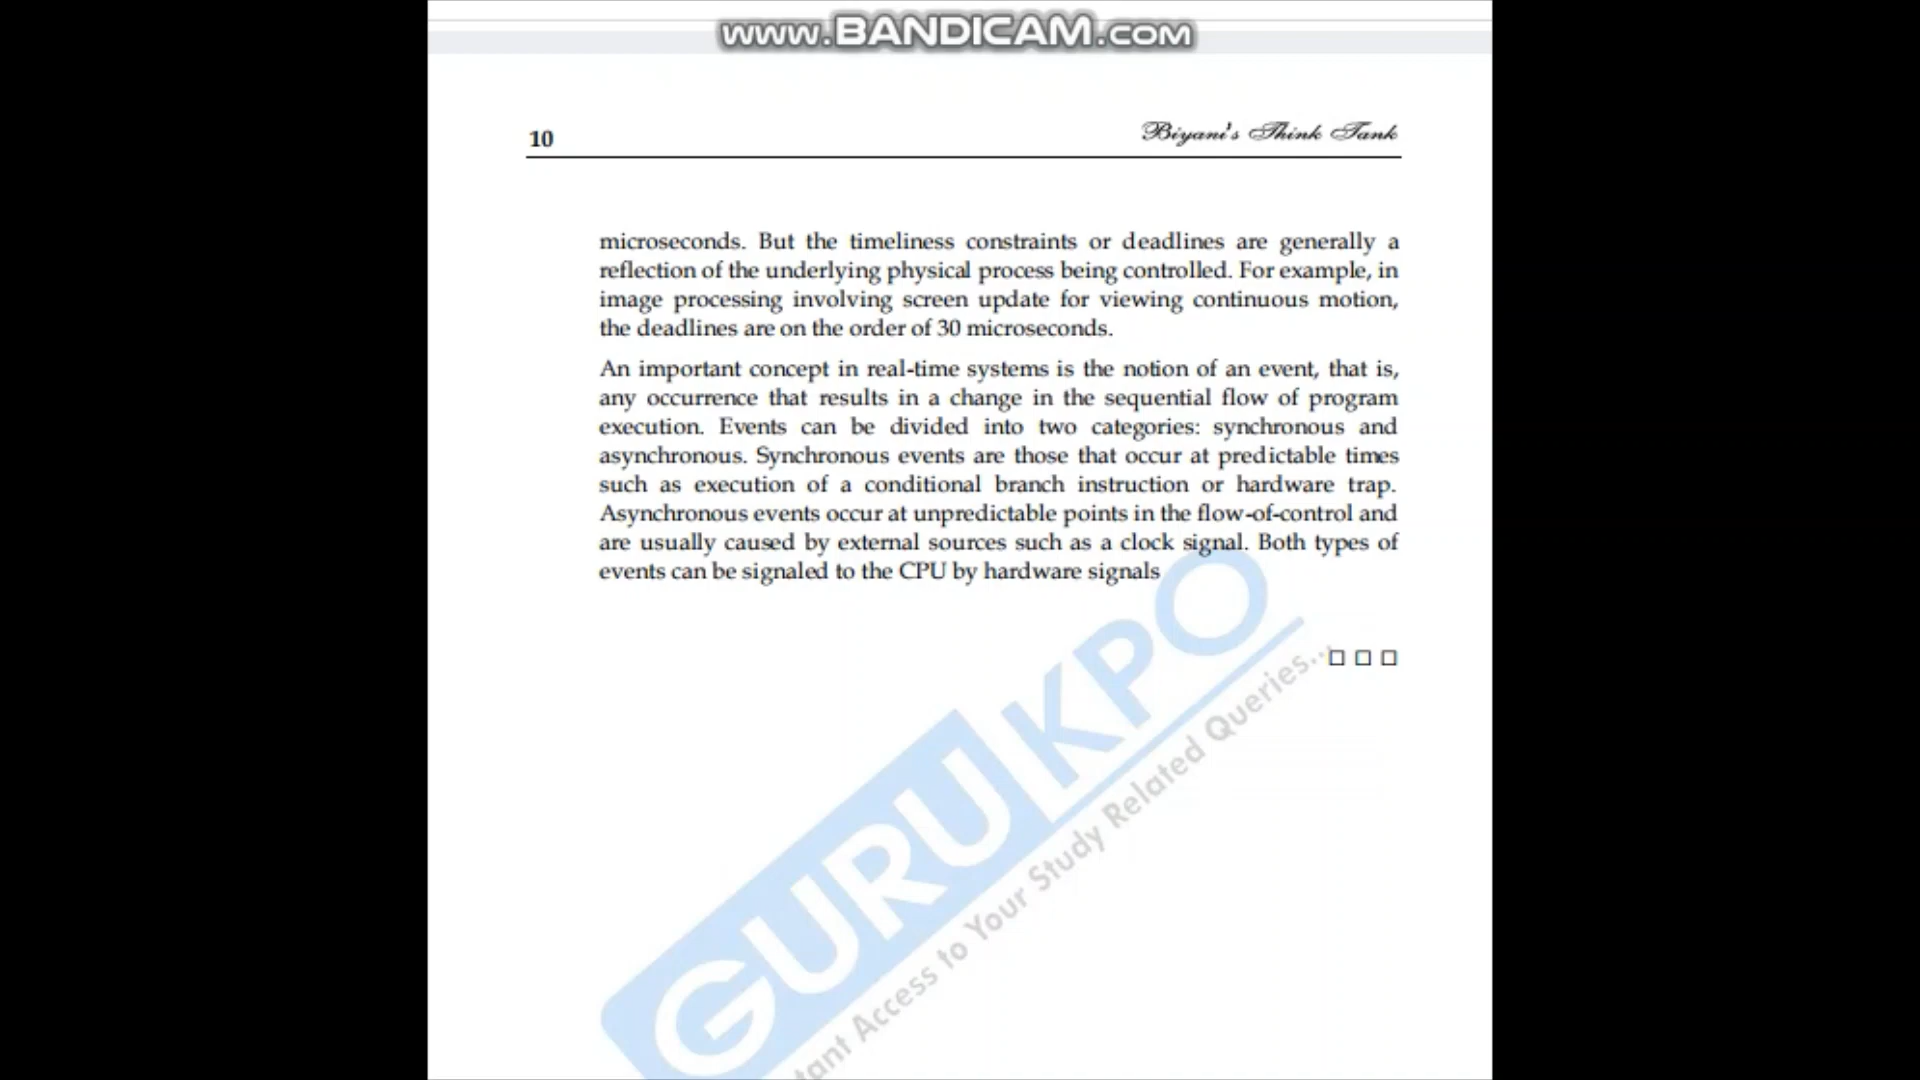 www.BANDICAM.com
10
Biyani's Think Tank
microseconds. But the timeliness constraints or deadlines are generally a
reflection of the underlying physical process being controlled. For example, in
image processing involving screen update for viewing continuous motion,
the deadlines are on the order of 30 microseconds.
An important concept in real-time systems is the notion of an event, that is,
any occurrence that results in a change in the sequential flow of program
execution. Events can be divided into two categories: synchronous and
asynchronous. Synchronous events are those that occur at predictable times
such as execution of a conditional branch instruction or hardware trap.
Asynchronous events occur at unpredictable points in the flow-of-control and
are usually caused by external sources such as a clock signal. Both types of
events can be signaled to the CPU by hardware signals
GURU KPO
tant Access to Your Study Related Queries...